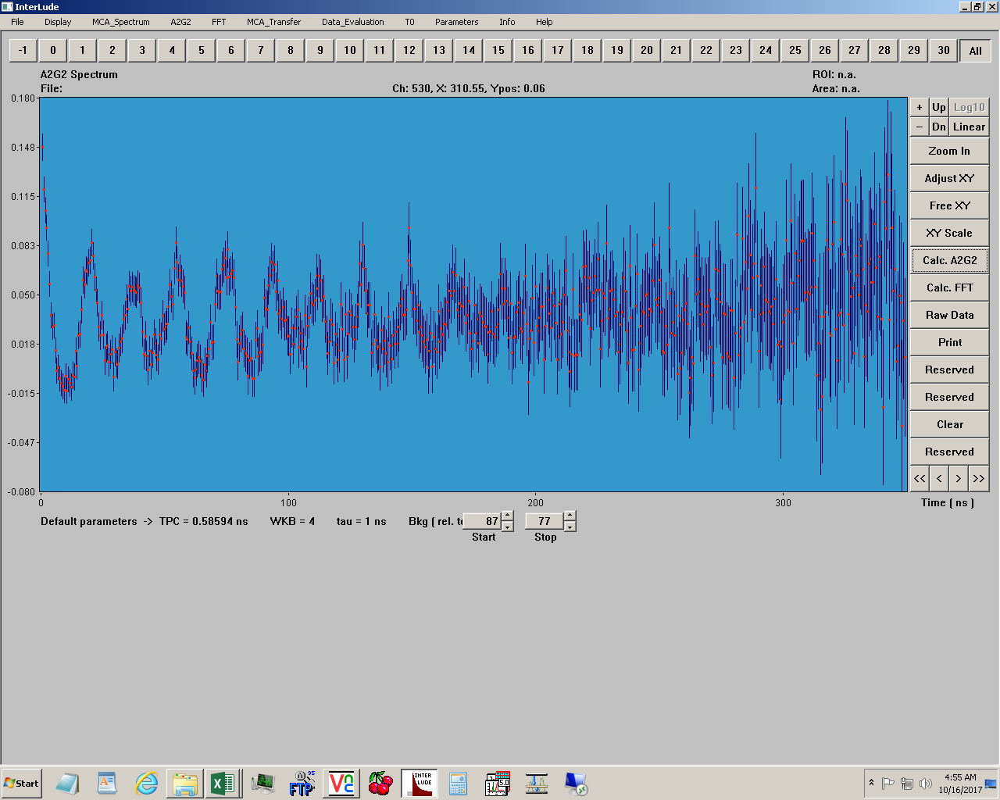 InterLude
File Display MCA_Spectrum A2G2 FFT MCA_Transfer Data_Evaluation T0 Parameters Info Help
-1 0 1 2 3 4 5 6 7 8 9 10 11 12 13 14 15 16 17 18 19 20 21 22 23 24 25 26 27 28 29 30 All
A2G2 Spectrum ROI: n.a.
File: Ch: 530, X: 310.55, Ypos: 0.06 Area: n.a.
0.180
0.148
0.115
0.083
0.050
0.018
-0.015
-0.047
-0.080
+ Up Log10
– Dn Linear
Zoom In
Adjust XY
Free XY
XY Scale
Calc. A2G2
Calc. FFT
Raw Data
Print
Reserved
Reserved
Clear
Reserved
<< < > >>
0 100 200 300 Time ( ns )
Default parameters -> TPC = 0.58594 ns WKB = 4 tau = 1 ns Bkg ( rel. t 87 77
Start Stop
Start
A
95
FTP
VNC
INTER
LUDE
4:55 AM
10/16/2017